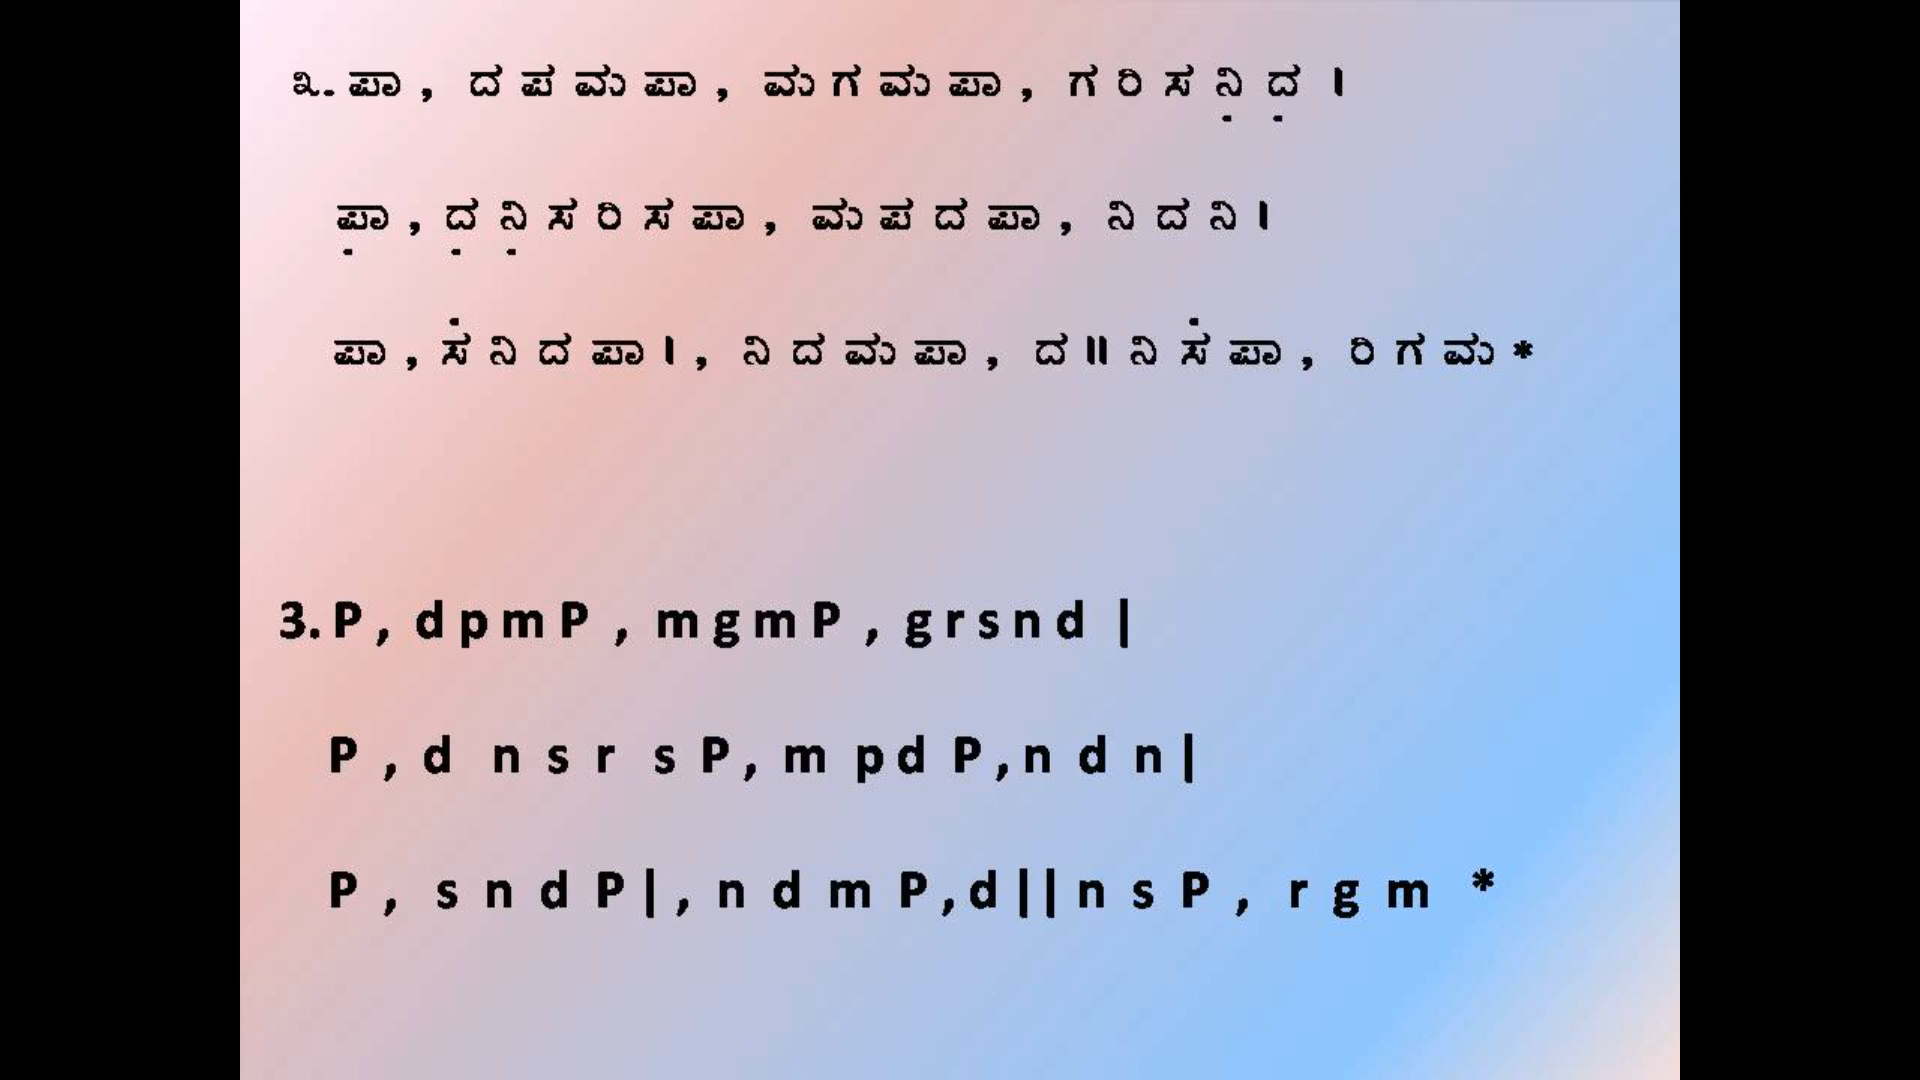 ೩. ಪಾ , ದ ಪ ಮ ಪಾ , ಮ ಗ ಮ ಪಾ , ಗ ರಿ ಸ ನಿ̣ ದ̣ ।
ಪಾ̣ , ದ̣ ನಿ̣ ಸ ರಿ ಸ ಪಾ , ಮ ಪ ದ ಪಾ , ನಿ ದ ನಿ ।
ಪಾ , ಸ̇ ನಿ ದ ಪಾ । , ನಿ ದ ಮ ಪಾ , ದ ॥ ನಿ ಸ̇ ಪಾ , ರಿ ಗ ಮ *
3. P , d p m P , m g m P , g r s n d |
P , d n s r s P , m p d P , n d n |
P , s n d P | , n d m P , d || n s P , r g m *